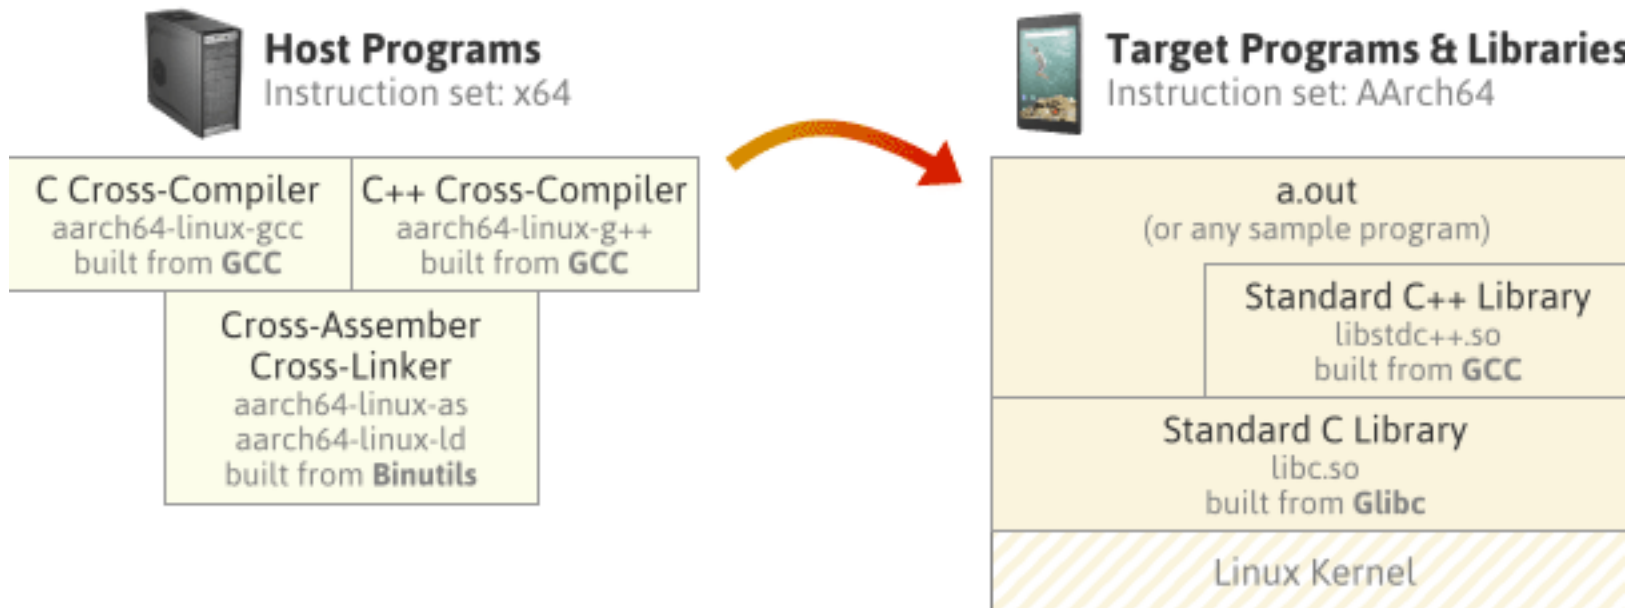 Host Programs
Instruction set: x64
C Cross-Compiler
aarch64-linux-gcc
built from GCC
C++ Cross-Compiler
aarch64-linux-g++
built from GCC
Cross-Assember
Cross-Linker
aarch64-linux-as
aarch64-linux-ld
built from Binutils
Target Programs & Libraries
Instruction set: AArch64
a.out
(or any sample program)
Standard C++ Library
libstdc++.so
built from GCC
Standard C Library
libc.so
built from Glibc
Linux Kernel